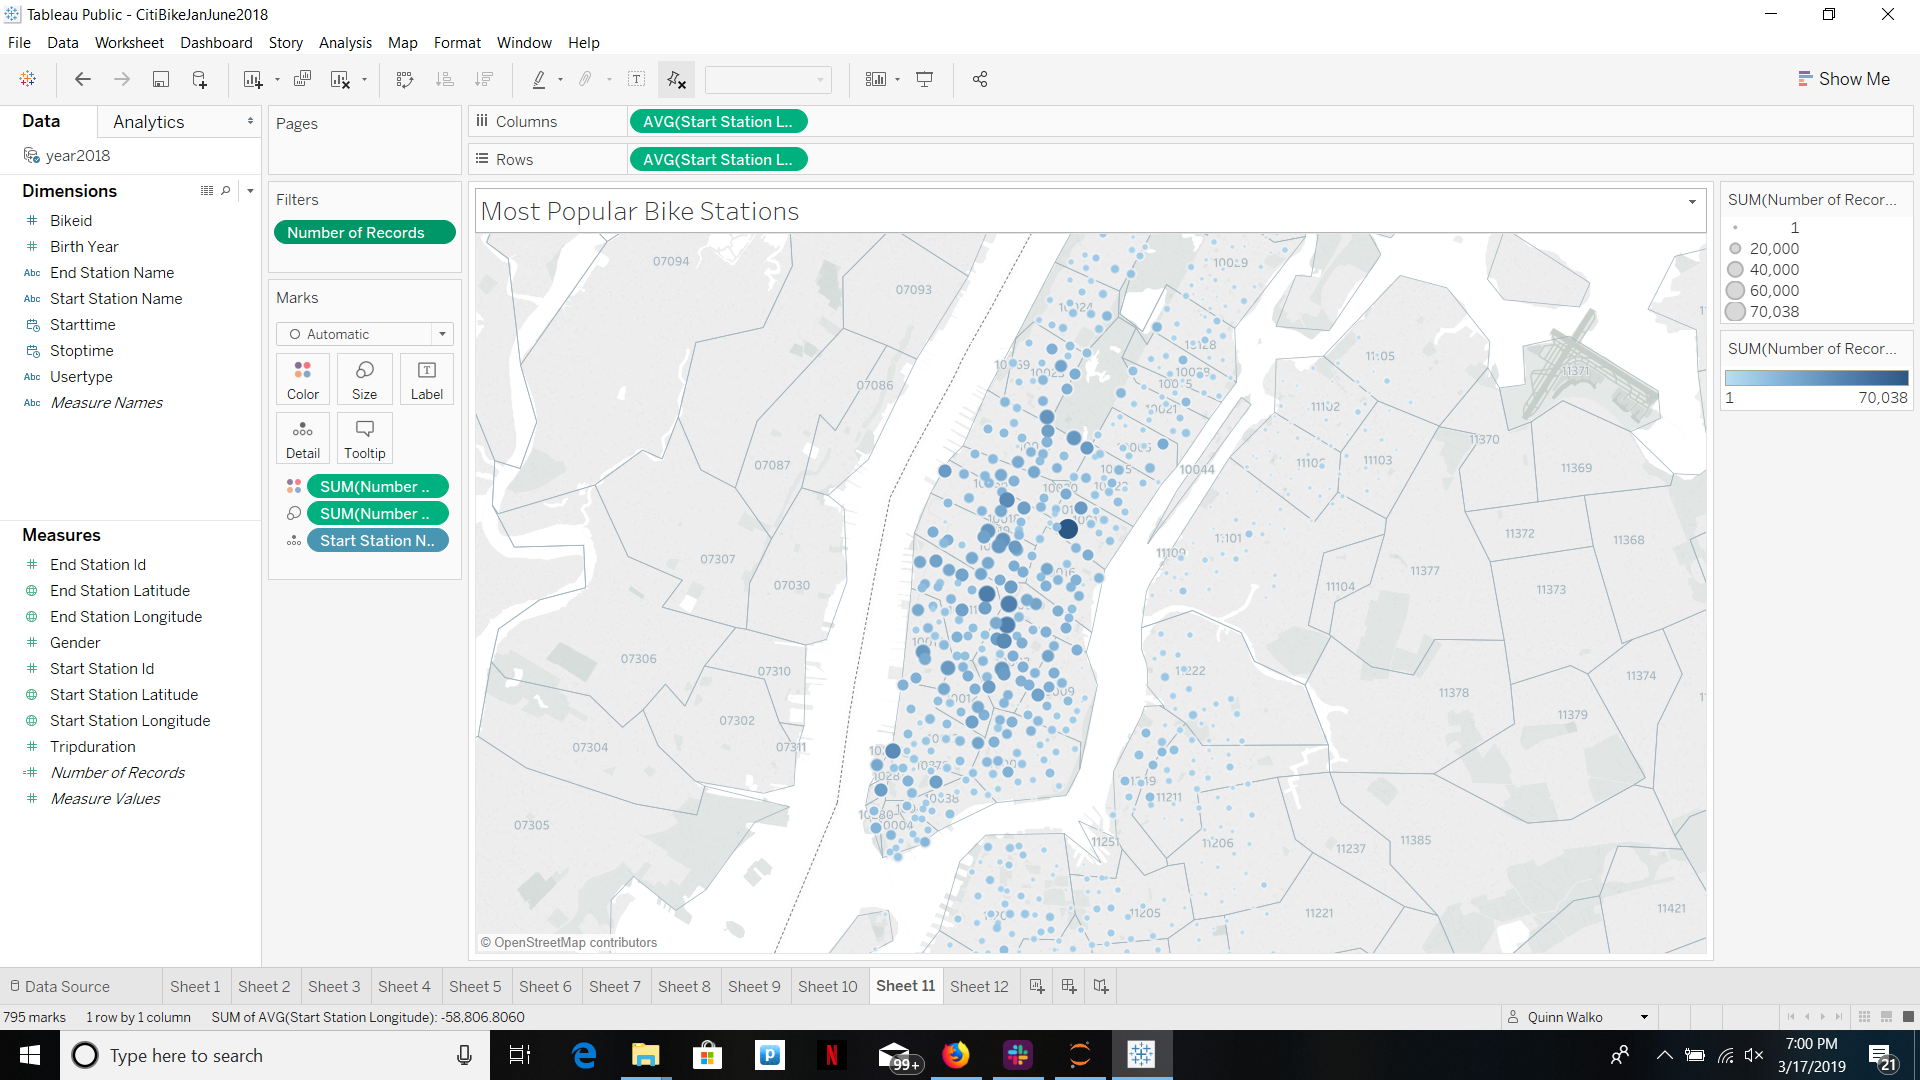 Tableau Public - CitiBikeJanJune2018
File Data Worksheet Dashboard Story Analysis Map Format Window Help
Show Me
Data Analytics
year2018
Dimensions
Bikeid
Birth Year
Abc End Station Name
Abc Start Station Name
Starttime
Stoptime
Abc Usertype
Abc Measure Names
Measures
End Station Id
End Station Latitude
End Station Longitude
Gender
Start Station Id
Start Station Latitude
Start Station Longitude
Tripduration
Number of Records
Measure Values
Pages
Filters
Number of Records
Marks
Automatic
Color Size Label
Detail Tooltip
SUM(Number ..
SUM(Number ..
Start Station N..
Columns AVG(Start Station L..
Rows AVG(Start Station L..
Most Popular Bike Stations
07094
07093
10029
10024
10128
11105
11371
07086
11102
11370
07087
11103
11369
10044
11372
11368
11101
11109
07307
07030
11104
11377
11373
07306
07310
11222
11374
07302
11378
11379
07304
07311
11211
10038
07305
11251
11206
11237
11385
11205
11221
11421
© OpenStreetMap contributors
SUM(Number of Recor...
1
20,000
40,000
60,000
70,038
SUM(Number of Recor...
1 70,038
Data Source Sheet 1 Sheet 2 Sheet 3 Sheet 4 Sheet 5 Sheet 6 Sheet 7 Sheet 8 Sheet 9 Sheet 10 Sheet 11 Sheet 12
795 marks 1 row by 1 column SUM of AVG(Start Station Longitude): -58,806.8060 Quinn Walko
Type here to search
99+
7:00 PM
3/17/2019
21